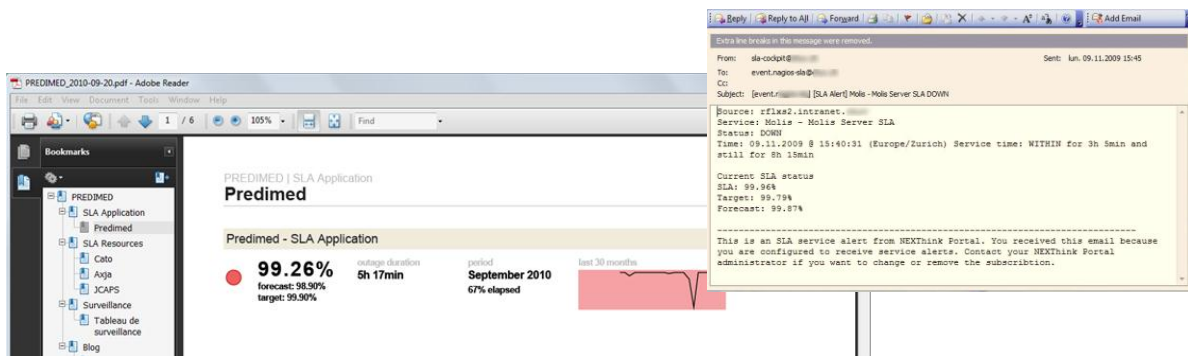 PREDIMED_2010-09-20.pdf - Adobe Reader
File Edit View Document Tools Window Help
1 / 6 105% Find
Bookmarks
PREDIMED
SLA Application
Predimed
SLA Resources
Cato
Axja
JCAPS
Surveillance
Tableau de
surveillance
Blog
PREDIMED | SLA Application
Predimed
Predimed - SLA Application
99.26%
forecast: 98.90%
target: 99.90%
outage duration
5h 17min
period
September 2010
67% elapsed
last 30 months
Reply Reply to All Forward Add Email
Extra line breaks in this message were removed.
From: sla-cockpit@ Sent: lun. 09.11.2009 15:45
To: event.nagios-sla@
Cc:
Subject: [event.n ] [SLA Alert] Molis - Molis Server SLA DOWN
Source: rflxs2.intranet.
Service: Molis - Molis Server SLA
Status: DOWN
Time: 09.11.2009 @ 15:40:31 (Europe/Zurich) Service time: WITHIN for 3h 5min and
still for 8h 15min
Current SLA status
SLA: 99.96%
Target: 99.79%
Forecast: 99.87%
--------------------------------------------------------------------------------
This is an SLA service alert from NEXThink Portal. You received this email because
you are configured to receive service alerts. Contact your NEXThink Portal
administrator if you want to change or remove the subscribtion.